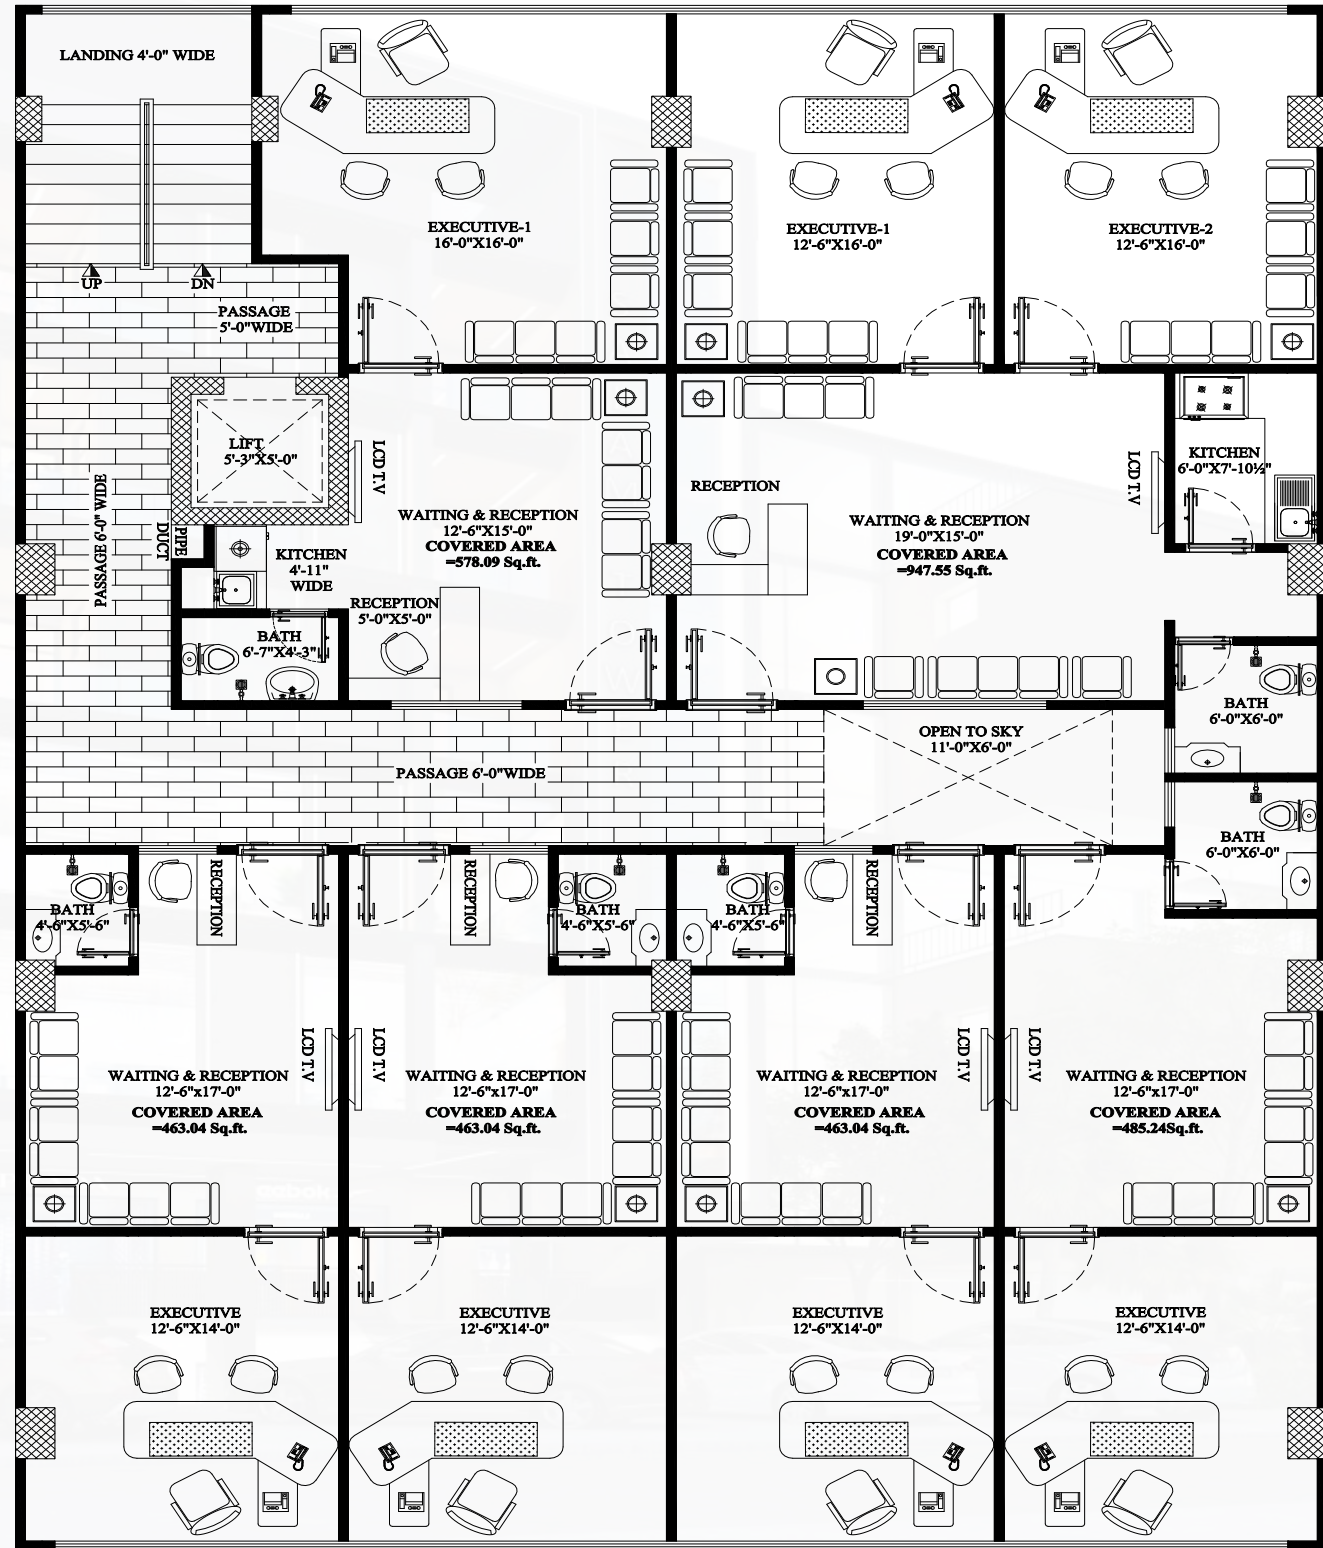 LANDING 4'-0" WIDE
EXECUTIVE-1
16'-0"X16'-0"
EXECUTIVE-1
12'-6"X16'-0"
EXECUTIVE-2
12'-6"X16'-0"
UP
DN
PASSAGE
5'-0"WIDE
LIFT
5'-3"X5'-0"
LCD T.V
PASSAGE 6'-0" WIDE
PIPE
DUCT
KITCHEN
4'-11"
WIDE
WAITING & RECEPTION
12'-6"X15'-0"
COVERED AREA
=578.09 Sq.ft.
RECEPTION
5'-0"X5'-0"
BATH
6'-7"X4'-3"
RECEPTION
WAITING & RECEPTION
19'-0"X15'-0"
COVERED AREA
=947.55 Sq.ft.
LCD T.V
KITCHEN
6'-0"X7'-10½"
BATH
6'-0"X6'-0"
OPEN TO SKY
11'-0"X6'-0"
PASSAGE 6'-0"WIDE
BATH
6'-0"X6'-0"
BATH
4'-6"X5'-6"
RECEPTION
RECEPTION
BATH
4'-6"X5'-6"
BATH
4'-6"X5'-6"
RECEPTION
LCD T.V
LCD T.V
LCD T.V
LCD T.V
WAITING & RECEPTION
12'-6"x17'-0"
COVERED AREA
=463.04 Sq.ft.
WAITING & RECEPTION
12'-6"x17'-0"
COVERED AREA
=463.04 Sq.ft.
WAITING & RECEPTION
12'-6"x17'-0"
COVERED AREA
=463.04 Sq.ft.
WAITING & RECEPTION
12'-6"x17'-0"
COVERED AREA
=485.24Sq.ft.
EXECUTIVE
12'-6"X14'-0"
EXECUTIVE
12'-6"X14'-0"
EXECUTIVE
12'-6"X14'-0"
EXECUTIVE
12'-6"X14'-0"